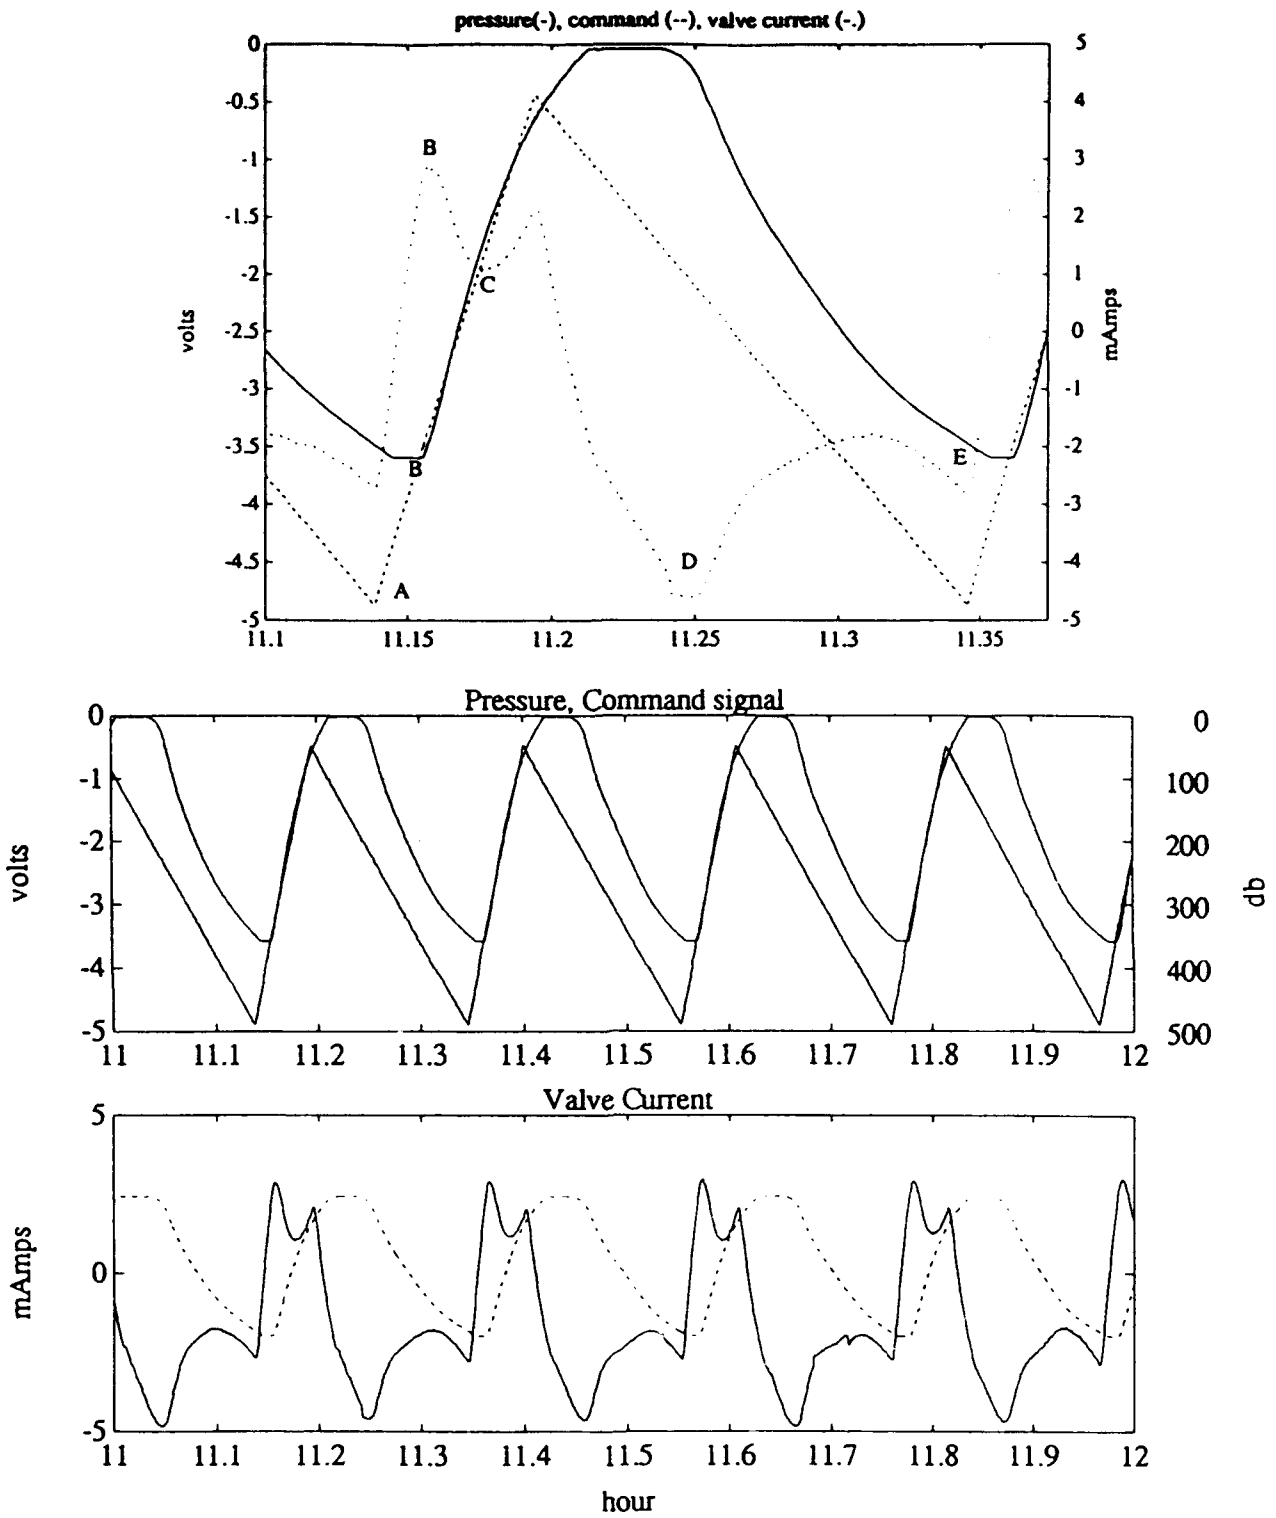 pressure(-), command (--), valve current (-.)
0 5
-0.5 4
B
-1 3
-1.5 2
-2 1
C
volts -2.5 0 mAmps
-3 -1
-3.5 -2
B E
-4 -3
-4.5 D -4
A
-5 -5
11.1 11.15 11.2 11.25 11.3 11.35
Pressure, Command signal
0 0
-1 100
-2 200
volts db
-3 300
-4 400
-5 500
11 11.1 11.2 11.3 11.4 11.5 11.6 11.7 11.8 11.9 12
Valve Current
5
mAmps 0
-5
11 11.1 11.2 11.3 11.4 11.5 11.6 11.7 11.8 11.9 12
hour